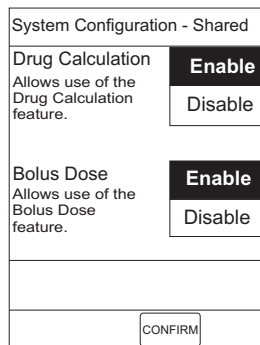 System Configuration - Shared
Drug Calculation
Allows use of the
Drug Calculation
feature.
Enable
Disable
Bolus Dose
Allows use of the
Bolus Dose
feature.
Enable
Disable
CONFIRM